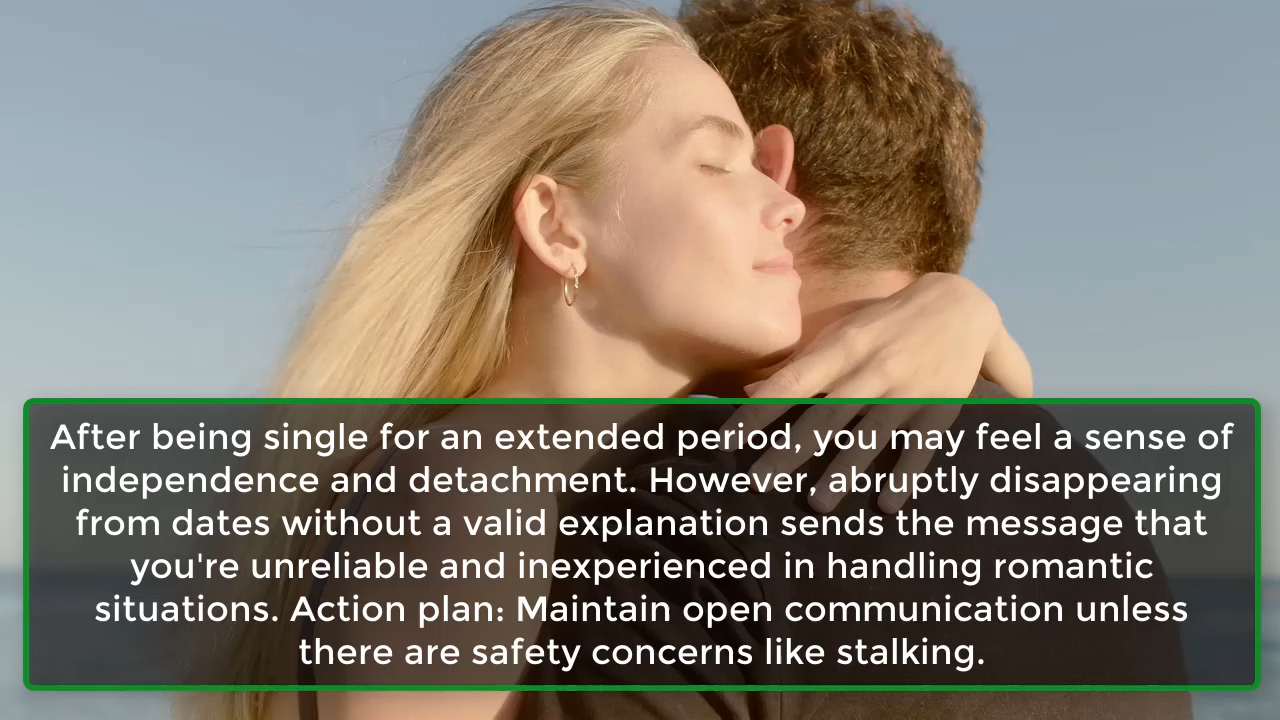 After being single for an extended period, you may feel a sense of
independence and detachment. However, abruptly disappearing
from dates without a valid explanation sends the message that
you're unreliable and inexperienced in handling romantic
situations. Action plan: Maintain open communication unless
there are safety concerns like stalking.